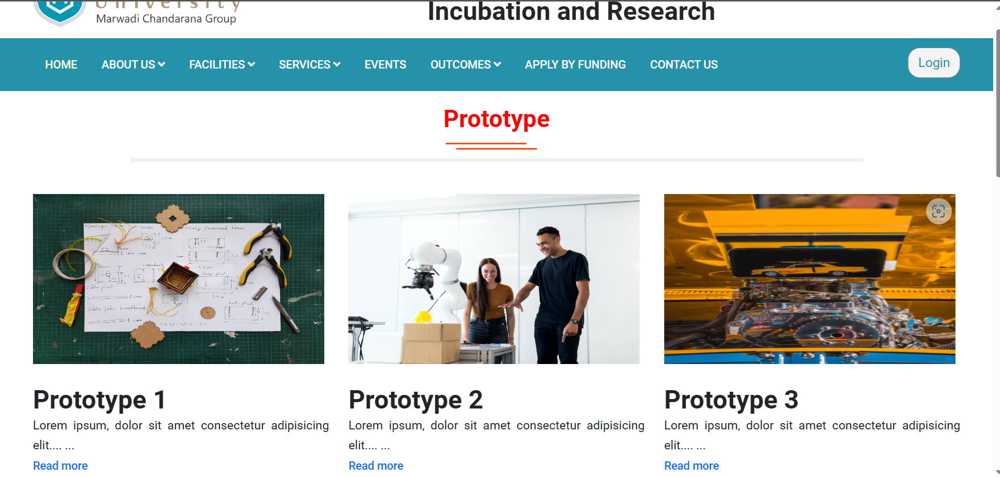 University
Marwadi Chandarana Group
Incubation and Research
HOME
ABOUT US
FACILITIES
SERVICES
EVENTS
OUTCOMES
APPLY BY FUNDING
CONTACT US
Login
Prototype
Prototype 1
Lorem ipsum, dolor sit amet consectetur adipisicing
elit.... ...
Read more
Prototype 2
Lorem ipsum, dolor sit amet consectetur adipisicing
elit.... ...
Read more
Prototype 3
Lorem ipsum, dolor sit amet consectetur adipisicing
elit.... ...
Read more